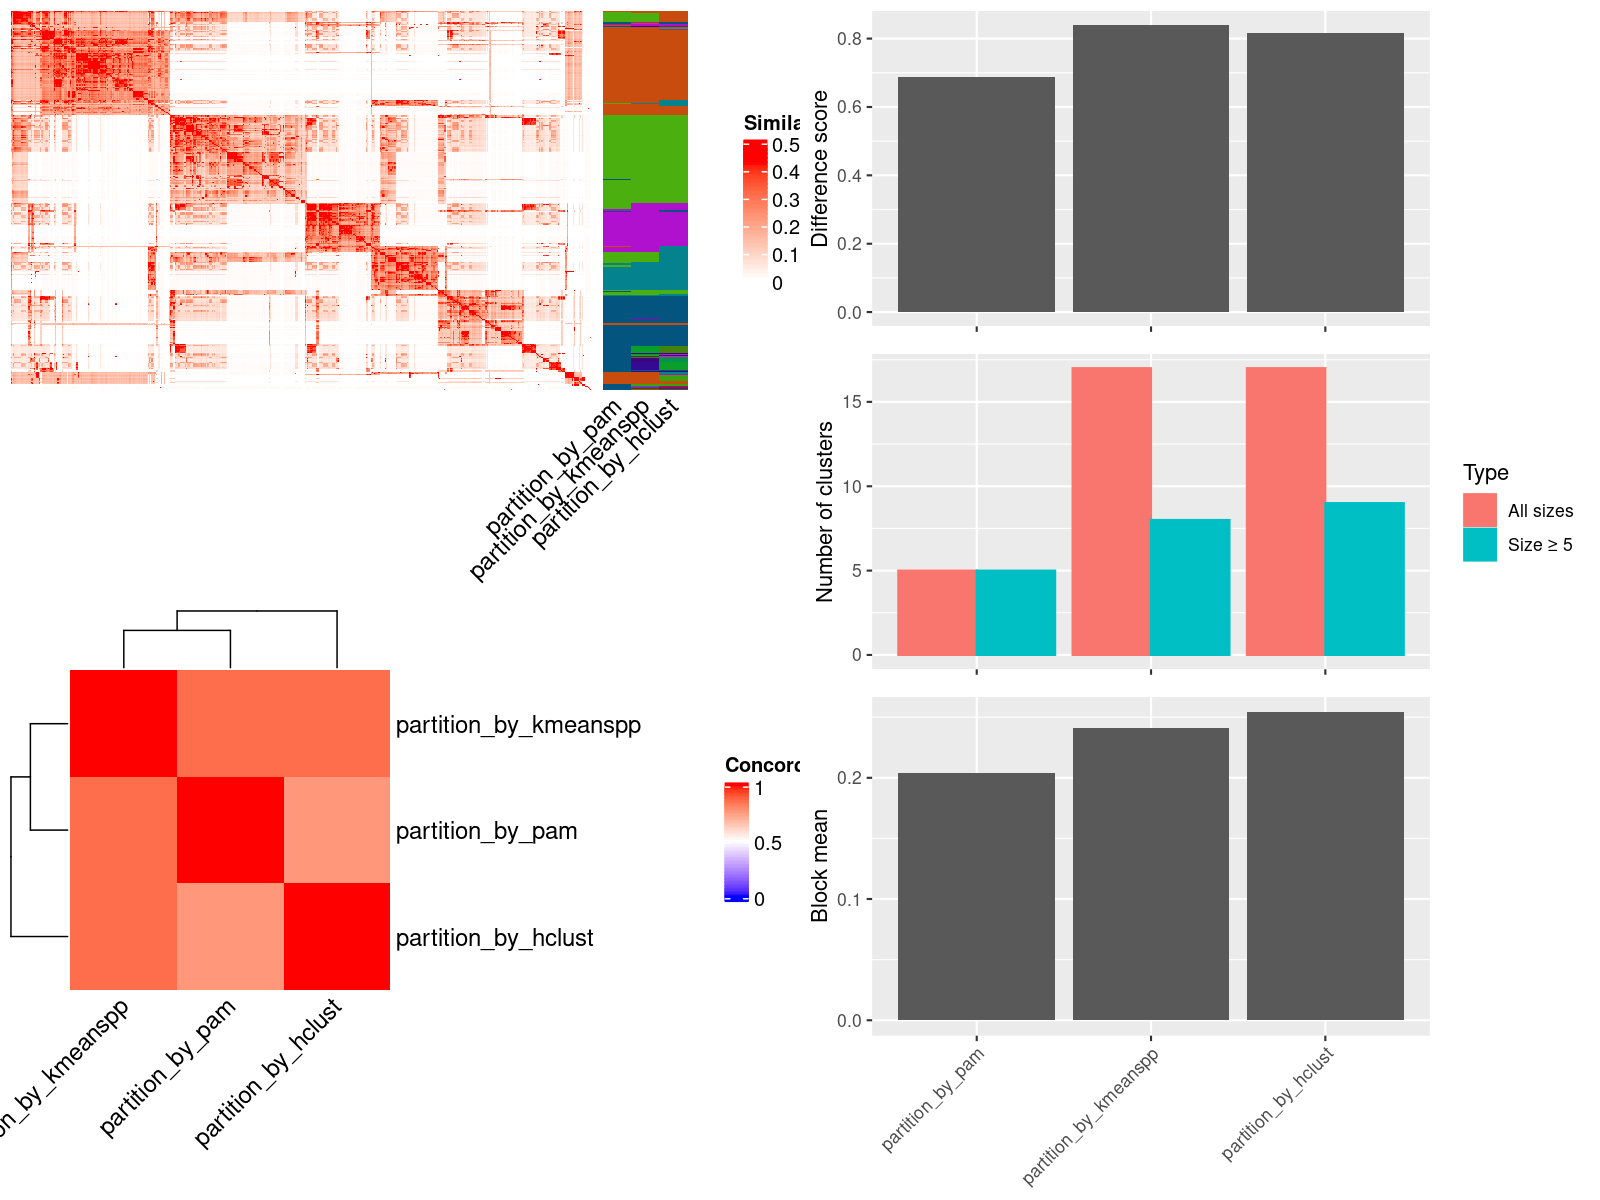 Simila
0.5
0.4
0.3
0.2
0.1
0
partition_by_pam
partition_by_kmeanspp
partition_by_hclust
partition_by_kmeanspp
partition_by_pam
partition_by_hclust
Concord
1
0.5
0
on_by_kmeanspp
partition_by_pam
partition_by_hclust
Difference score
0.8
0.6
0.4
0.2
0.0
Number of clusters
15
10
5
0
Type
All sizes
Size ≥ 5
Block mean
0.2
0.1
0.0
partition_by_pam
partition_by_kmeanspp
partition_by_hclust